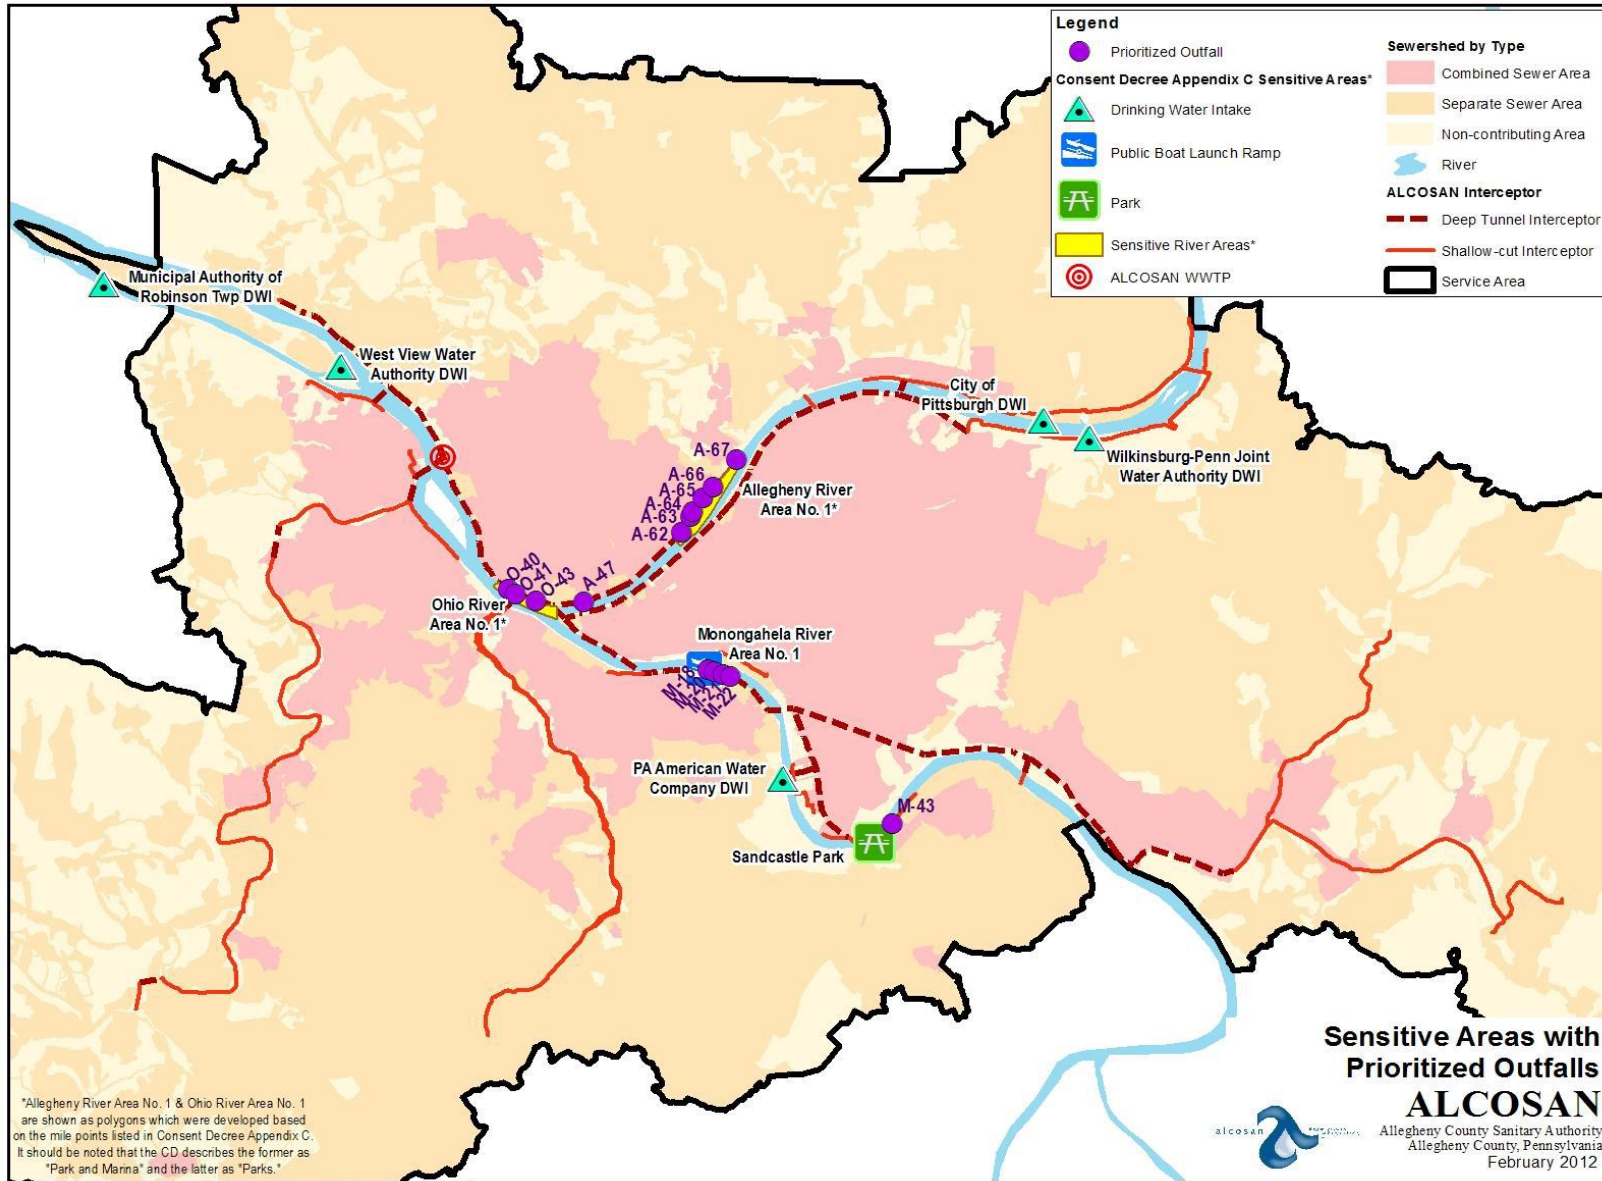 Legend
Prioritized Outfall
Consent Decree Appendix C Sensitive Areas*
Drinking Water Intake
Public Boat Launch Ramp
Park
Sensitive River Areas*
ALCOSAN WWTP
Sewershed by Type
Combined Sewer Area
Separate Sewer Area
Non-contributing Area
River
ALCOSAN Interceptor
Deep Tunnel Interceptor
Shallow-cut Interceptor
Service Area
Municipal Authority of
Robinson Twp DWI
West View Water
Authority DWI
City of
Pittsburgh DWI
Wilkinsburg-Penn Joint
Water Authority DWI
A-67
A-66
A-65
A-64
A-63
A-62
Allegheny River
Area No. 1*
O-40
O-41
O-43
A-47
Ohio River
Area No. 1*
Monongahela River
Area No. 1
M-22
PA American Water
Company DWI
M-43
Sandcastle Park
*Allegheny River Area No. 1 & Ohio River Area No. 1
are shown as polygons which were developed based
on the mile points listed in Consent Decree Appendix C.
It should be noted that the CD describes the former as
"Park and Marina" and the latter as "Parks."
Sensitive Areas with
Prioritized Outfalls
ALCOSAN
alcosan
Allegheny County Sanitary Authority
Allegheny County, Pennsylvania
February 2012